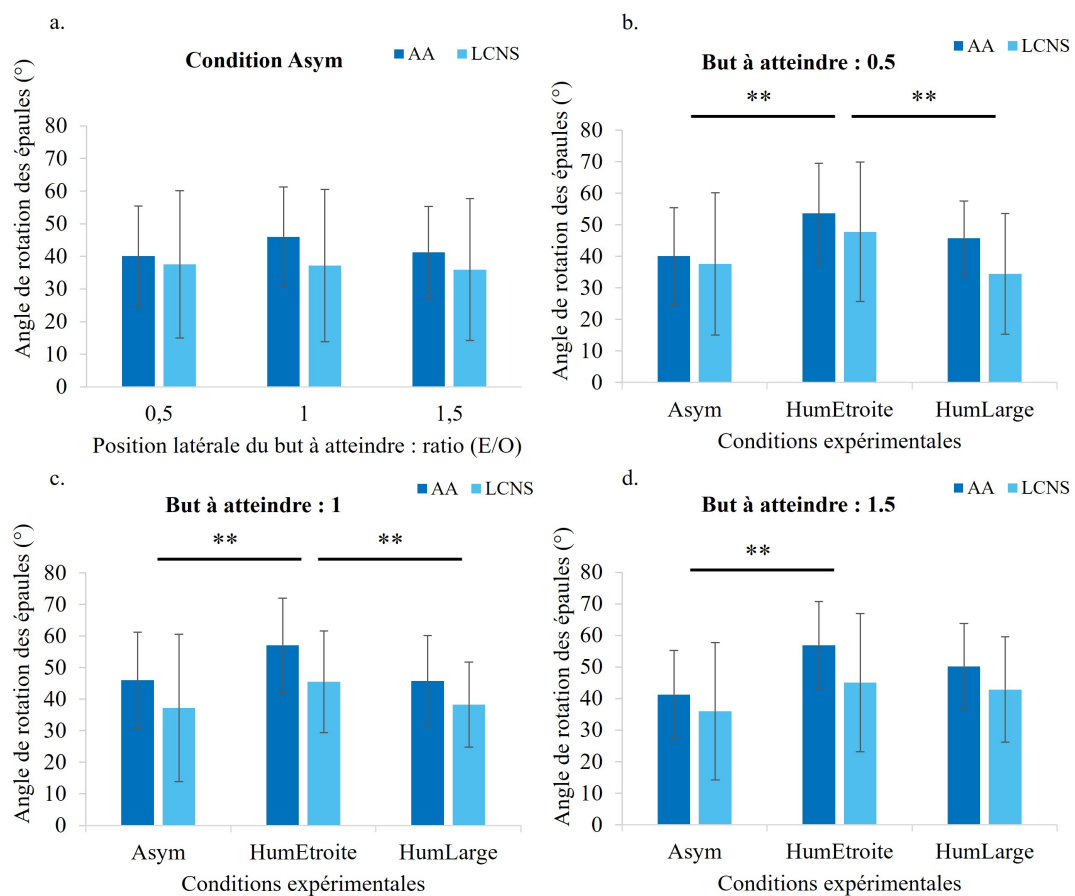 a.
Condition Asym
AA LCNS
Angle de rotation des épaules (°)
80
70
60
50
40
30
20
10
0
0,5 1 1,5
Position latérale du but à atteindre : ratio (E/O)
b.
AA LCNS
But à atteindre : 0.5
** **
Angle de rotation des épaules (°)
80
70
60
50
40
30
20
10
0
Asym HumEtroite HumLarge
Conditions expérimentales
c.
AA LCNS
But à atteindre : 1
** **
Angle de rotation des épaules (°)
80
70
60
50
40
30
20
10
0
Asym HumEtroite HumLarge
Conditions expérimentales
d.
AA LCNS
But à atteindre : 1.5
**
Angle de rotation des épaules (°)
80
70
60
50
40
30
20
10
0
Asym HumEtroite HumLarge
Conditions expérimentales